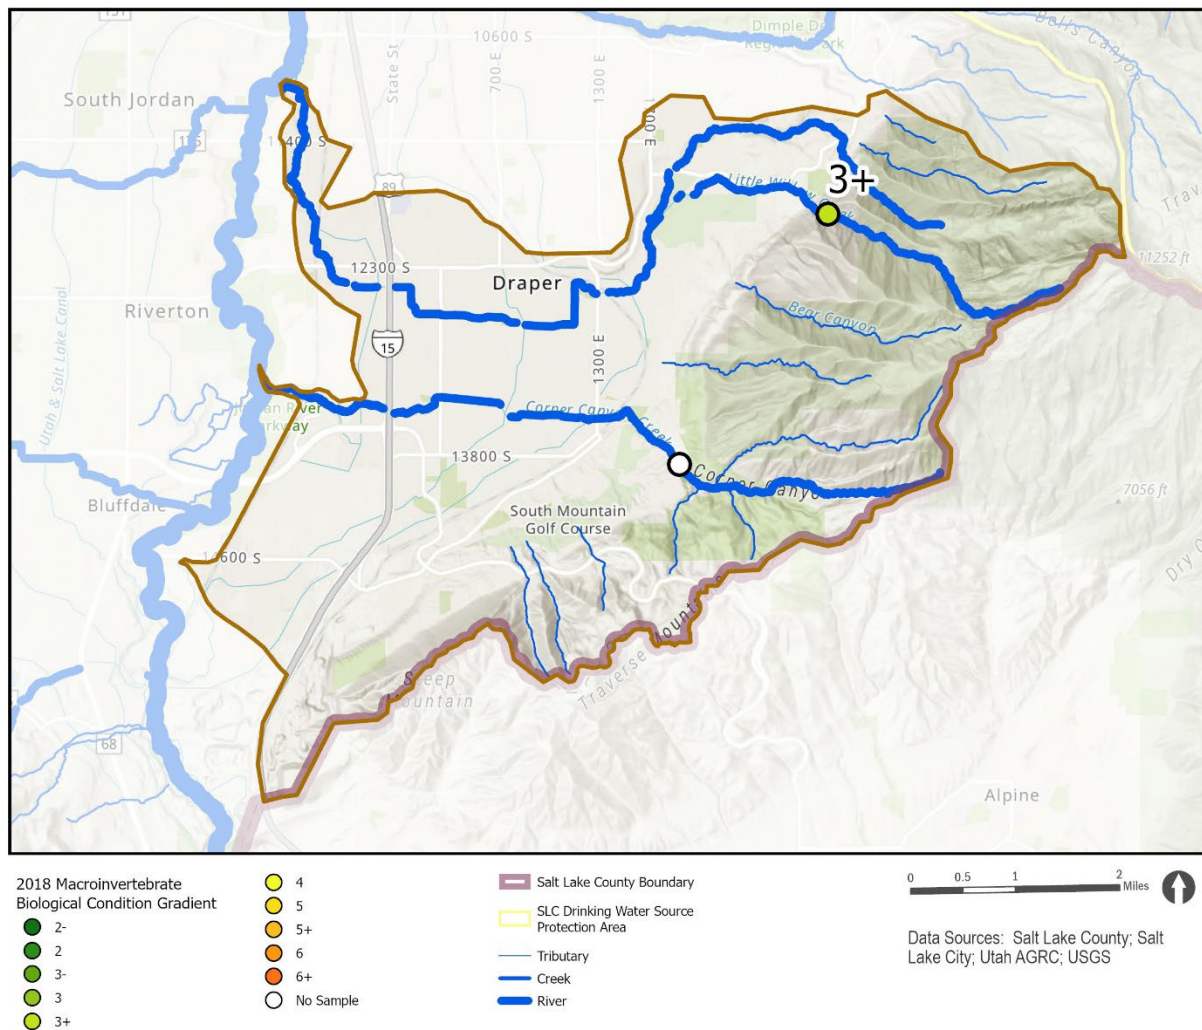 10600 S
Dimple Dell
Regional Park
Bells Canyon
South Jordan
State St
700 E
1300 E
1700 E
175
11400 S
89
3+
Little Willow Creek
12300 S
Draper
11252 ft
Riverton
Utah & Salt Lake Canal
15
Bear Canyon
1300 E
Corner Canyon Creek
Jordan River
Parkway
13800 S
Corner Canyon
Bluffdale
South Mountain
Golf Course
7056 ft
14600 S
Traverse Mountains
Steep
Mountain
68
Alpine
2018 Macroinvertebrate
Biological Condition Gradient
2-
2
3-
3
3+
4
5
5+
6
6+
No Sample
Salt Lake County Boundary
SLC Drinking Water Source
Protection Area
Tributary
Creek
River
0 0.5 1 2
Miles
Data Sources: Salt Lake County; Salt
Lake City; Utah AGRC; USGS